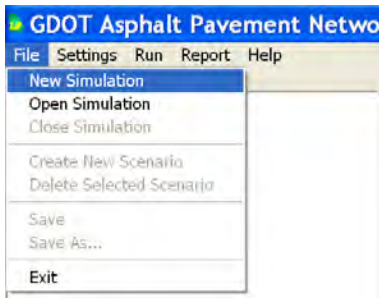 GDOT Asphalt Pavement Netwo
File Settings Run Report Help
New Simulation
Open Simulation
Close Simulation
Create New Scenario
Delete Selected Scenario
Save
Save As...
Exit